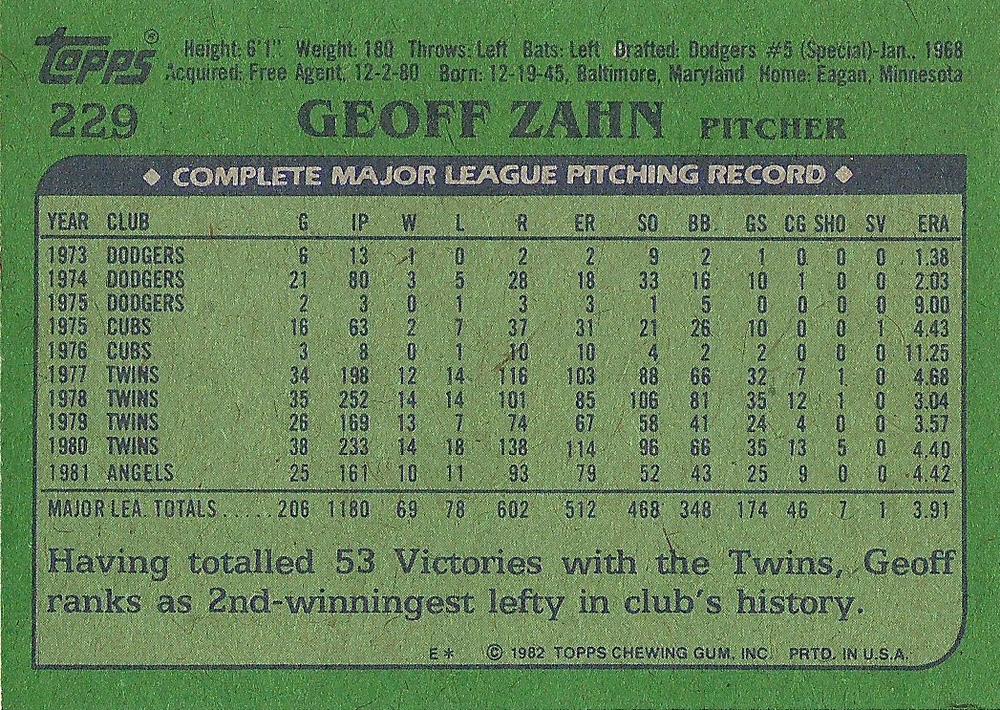 Topps® Height: 6'1" Weight: 180 Throws: Left Bats: Left Drafted: Dodgers #5 (Special)-Jan., 1968
Acquired: Free Agent, 12-2-80 Born: 12-19-45, Baltimore, Maryland Home: Eagan, Minnesota
229 GEOFF ZAHN PITCHER
◆ COMPLETE MAJOR LEAGUE PITCHING RECORD ◆
YEAR CLUB G IP W L R ER SO BB GS CG SHO SV ERA
1973 DODGERS 6 13 1 0 2 2 9 2 1 0 0 0 1.38
1974 DODGERS 21 80 3 5 28 18 33 16 10 1 0 0 2.03
1975 DODGERS 2 3 0 1 3 3 1 5 0 0 0 0 9.00
1975 CUBS 16 63 2 7 37 31 21 26 10 0 0 1 4.43
1976 CUBS 3 8 0 1 10 10 4 2 2 0 0 0 11.25
1977 TWINS 34 198 12 14 116 103 88 66 32 7 1 0 4.68
1978 TWINS 35 252 14 14 101 85 106 81 35 12 1 0 3.04
1979 TWINS 26 169 13 7 74 67 58 41 24 4 0 0 3.57
1980 TWINS 38 233 14 18 138 114 96 66 35 13 5 0 4.40
1981 ANGELS 25 161 10 11 93 79 52 43 25 9 0 0 4.42
MAJOR LEA. TOTALS.....206 1180 69 78 602 512 468 348 174 46 7 1 3.91
Having totalled 53 Victories with the Twins, Geoff
ranks as 2nd-winningest lefty in club's history.
E* © 1982 TOPPS CHEWING GUM, INC. PRTD. IN U.S.A.